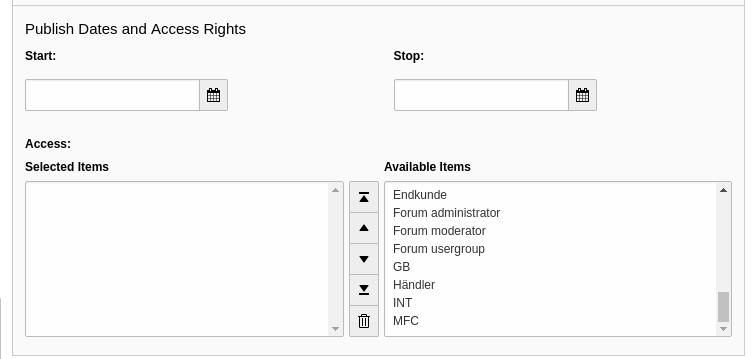 Publish Dates and Access Rights
Start:
Stop:
Access:
Selected Items
Available Items
Endkunde
Forum administrator
Forum moderator
Forum usergroup
GB
Händler
INT
MFC